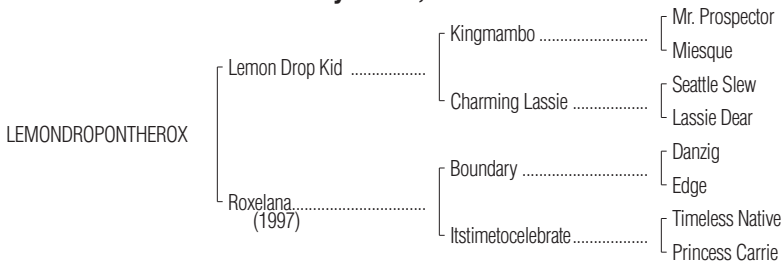 Mr. Prospector
Kingmambo ........................
Miesque
Lemon Drop Kid ..................
Seattle Slew
Charming Lassie ..................
Lassie Dear
LEMONDROPONTHEROX
Danzig
Boundary .............................
Edge
Roxelana................................
(1997)
Timeless Native
Itstimetocelebrate..................
Princess Carrie